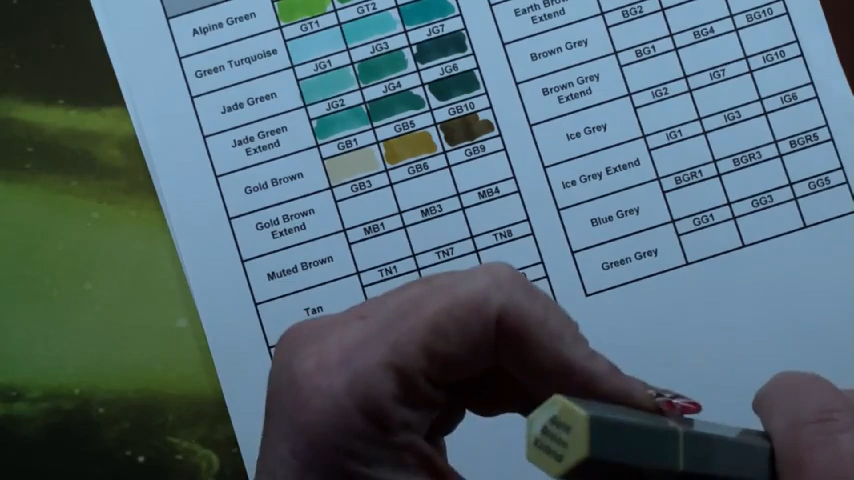 Alpine Green
GT1 GT2
Green Turquoise
JG1 JG3 JG7
Jade Green
JG2 JG4 JG6
Jade Green
Extend
GB1 GB5 GB10
Gold Brown
GB3 GB6 GB9
Gold Brown
Extend
MB1 MB3 MB4
Muted Brown
TN1 TN7 TN8
Tan
Earth
Extend
BG2 BG10
Brown Grey
BG1 BG4 IG10
Brown Grey
Extend
IG2 IG7 IG6
Ice Grey
IG1 IG3 BGR5
Ice Grey Extend
BGR1 BGR3 GG5
Blue Grey
GG1 GG3
Green Grey